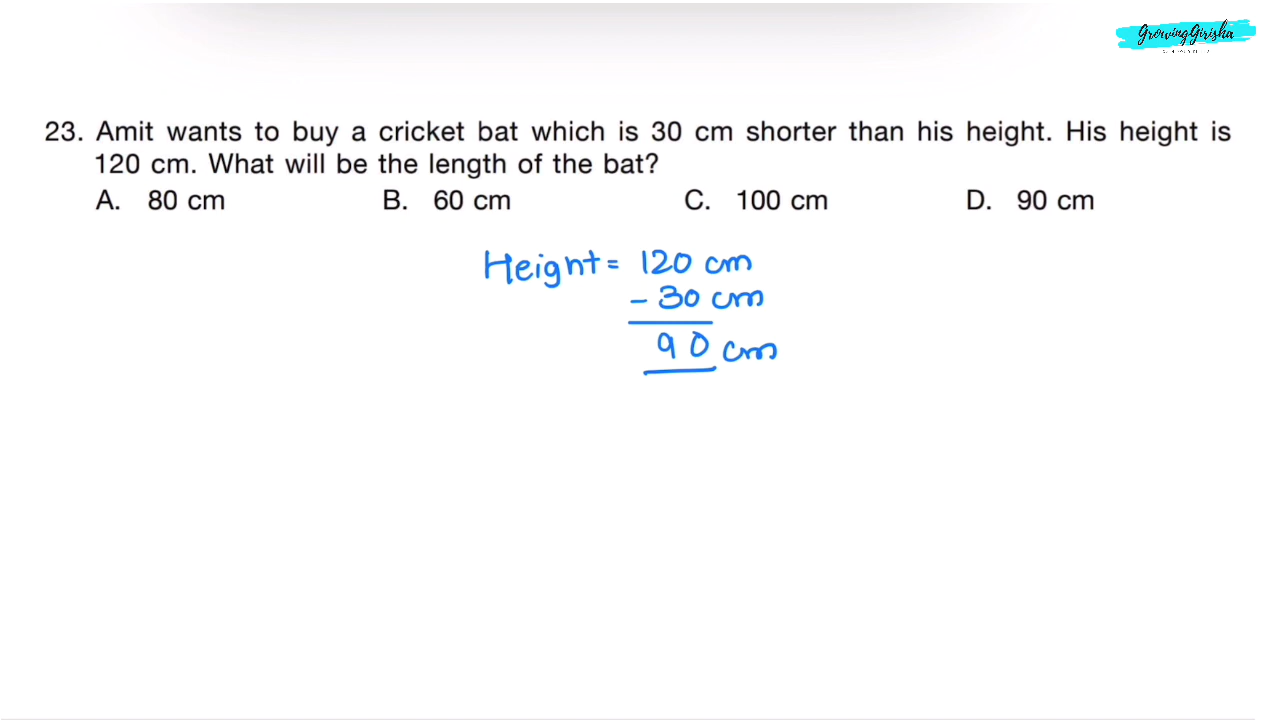 GrowingGirisha
23. Amit wants to buy a cricket bat which is 30 cm shorter than his height. His height is
120 cm. What will be the length of the bat?
A. 80 cm B. 60 cm C. 100 cm D. 90 cm
Height = 120 cm
- 30 cm
90 cm